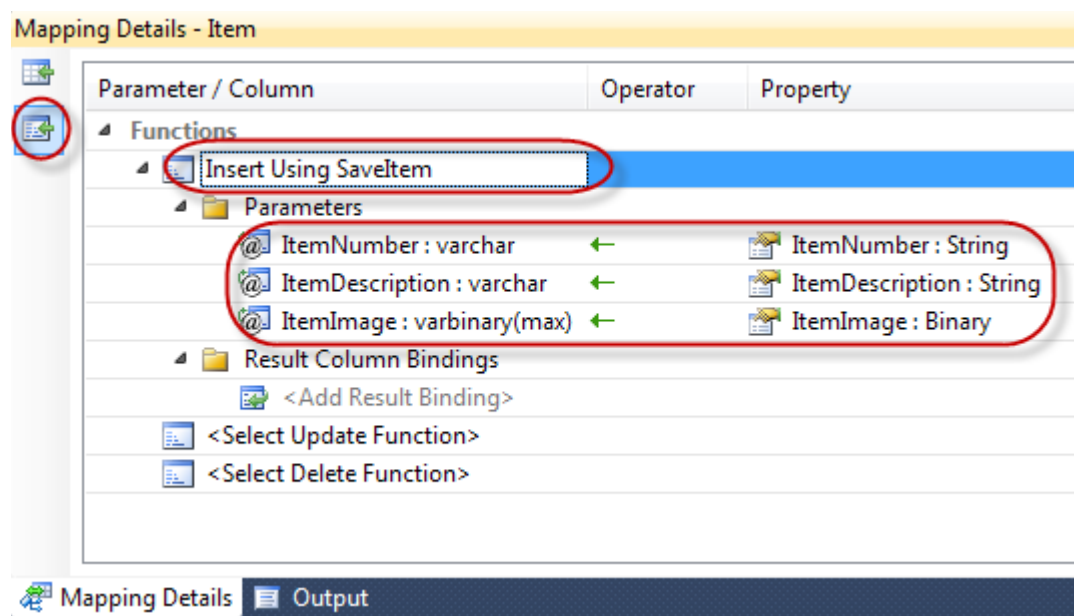 Mapping Details - Item
Parameter / Column Operator Property
Functions
Insert Using SaveItem
Parameters
ItemNumber : varchar ← ItemNumber : String
ItemDescription : varchar ← ItemDescription : String
ItemImage : varbinary(max) ← ItemImage : Binary
Result Column Bindings
<Add Result Binding>
<Select Update Function>
<Select Delete Function>
Mapping Details Output